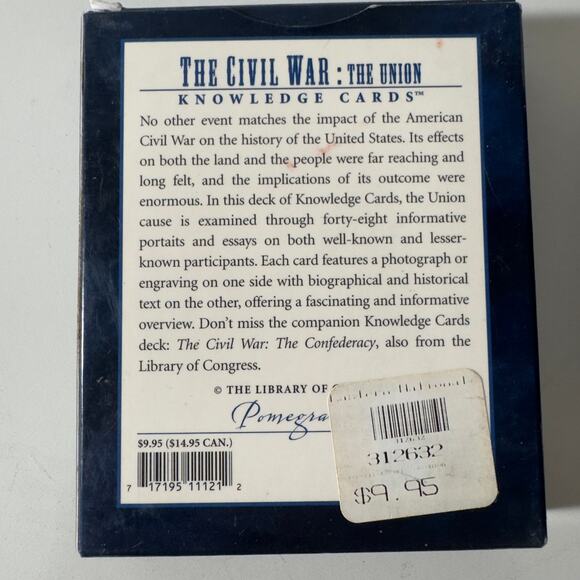 THE CIVIL WAR : THE UNION
KNOWLEDGE CARDS™
No other event matches the impact of the American
Civil War on the history of the United States. Its effects
on both the land and the people were far reaching and
long felt, and the implications of its outcome were
enormous. In this deck of Knowledge Cards, the Union
cause is examined through forty-eight informative
portaits and essays on both well-known and lesser-
known participants. Each card features a photograph or
engraving on one side with biographical and historical
text on the other, offering a fascinating and informative
overview. Don't miss the companion Knowledge Cards
deck: The Civil War: The Confederacy, also from the
Library of Congress.
© THE LIBRARY OF
Pomegra
$9.95 ($14.95 CAN.)
7 17195 11121 2
Eastern National
312632
312632
$9.95